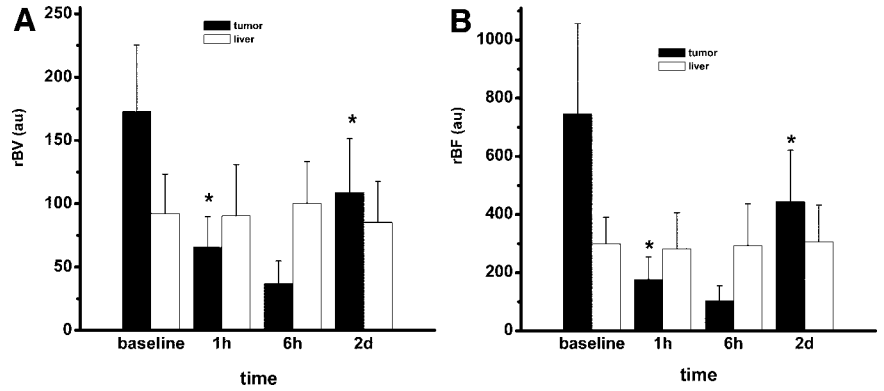 A
250
200
150
100
50
0
rBV (au)
tumor
liver
*
*
baseline 1h 6h 2d
time
B
1000
800
600
400
200
0
rBF (au)
tumor
liver
*
*
baseline 1h 6h 2d
time